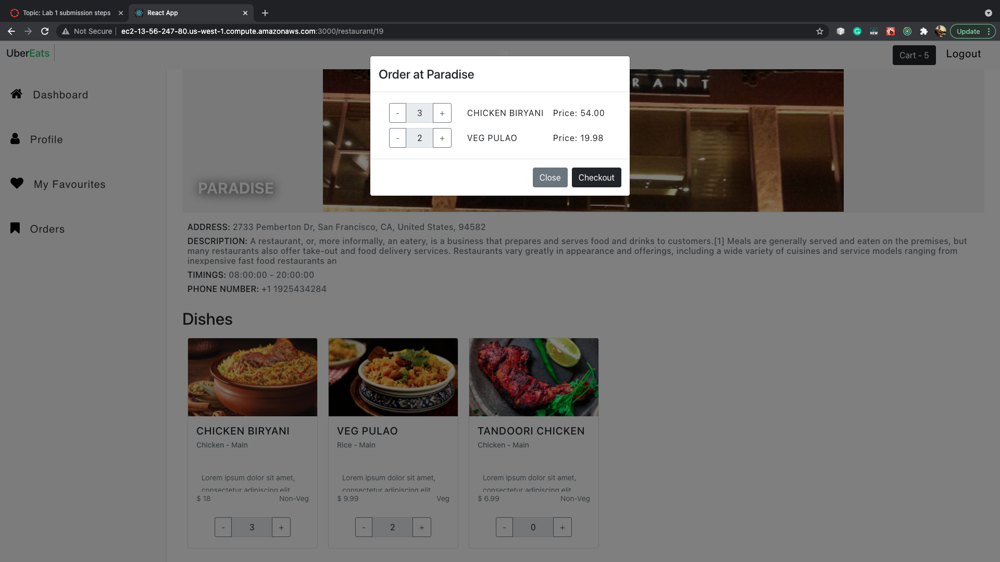 Topic: Lab 1 submission steps
React App
Not Secure
ec2-13-56-247-80.us-west-1.compute.amazonaws.com:3000/restaurant/19
NEW
Update
UberEats
Cart - 5
Logout
Dashboard
Profile
My Favourites
Orders
Order at Paradise
- 3 + CHICKEN BIRYANI Price: 54.00
- 2 + VEG PULAO Price: 19.98
Close Checkout
RANT
PARADISE
ADDRESS: 2733 Pemberton Dr, San Francisco, CA, United States, 94582
DESCRIPTION: A restaurant, or, more informally, an eatery, is a business that prepares and serves food and drinks to customers.[1] Meals are generally served and eaten on the premises, but
many restaurants also offer take-out and food delivery services. Restaurants vary greatly in appearance and offerings, including a wide variety of cuisines and service models ranging from
inexpensive fast food restaurants an
TIMINGS: 08:00:00 - 20:00:00
PHONE NUMBER: +1 1925434284
Dishes
CHICKEN BIRYANI
Chicken - Main
Lorem ipsum dolor sit amet,
consectetur adipiscing elit
$ 18 Non-Veg
- 3 +
VEG PULAO
Rice - Main
Lorem ipsum dolor sit amet,
consectetur adipiscing elit
$ 9.99 Veg
- 2 +
TANDOORI CHICKEN
Chicken - Main
Lorem ipsum dolor sit amet,
consectetur adipiscing elit
$ 6.99 Non-Veg
- 0 +